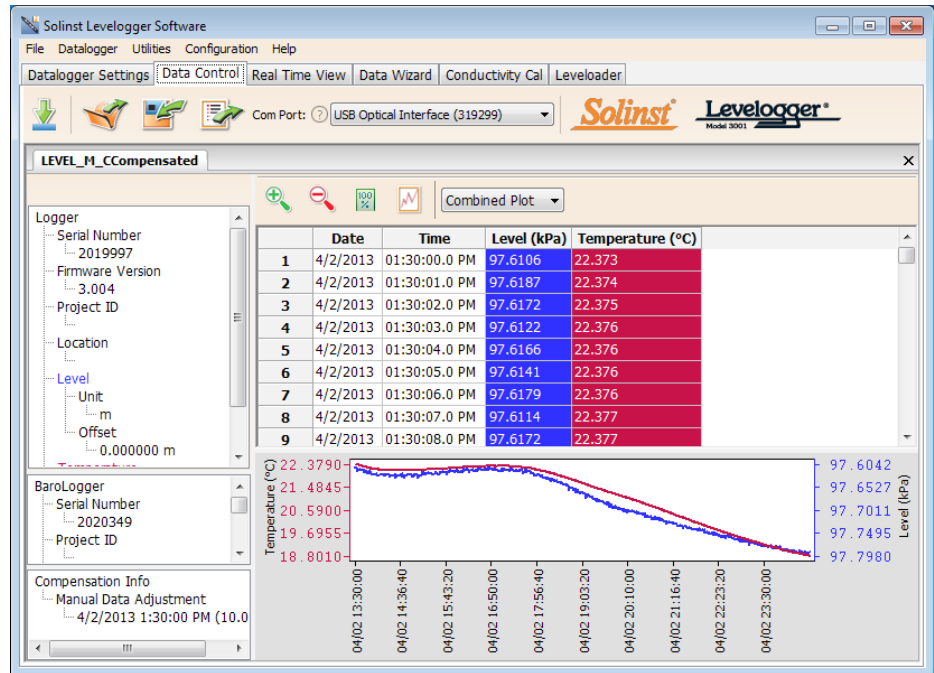 Solinst Levelogger Software
File Datalogger Utilities Configuration Help
Datalogger Settings Data Control Real Time View Data Wizard Conductivity Cal Leveloader
Com Port: ? USB Optical Interface (319299) Solinst® Levelogger®
Model 3001
LEVEL_M_CCompensated
100 % Combined Plot
Logger
Serial Number
2019997
Firmware Version
3.004
Project ID
Location
Level
Unit
m
Offset
0.000000 m
Date Time Level (kPa) Temperature (°C)
1 4/2/2013 01:30:00.0 PM 97.6106 22.373
2 4/2/2013 01:30:01.0 PM 97.6187 22.374
3 4/2/2013 01:30:02.0 PM 97.6172 22.375
4 4/2/2013 01:30:03.0 PM 97.6122 22.376
5 4/2/2013 01:30:04.0 PM 97.6166 22.376
6 4/2/2013 01:30:05.0 PM 97.6141 22.376
7 4/2/2013 01:30:06.0 PM 97.6179 22.376
8 4/2/2013 01:30:07.0 PM 97.6114 22.377
9 4/2/2013 01:30:08.0 PM 97.6172 22.377
BaroLogger
Serial Number
2020349
Project ID
Compensation Info
Manual Data Adjustment
4/2/2013 1:30:00 PM (10.0
Temperature (°C)
22.3790
21.4845
20.5900
19.6955
18.8010
97.6042
97.6527
97.7011
97.7495
97.7980
Level (kPa)
04/02 13:30:00
04/02 14:36:40
04/02 15:43:20
04/02 16:50:00
04/02 17:56:40
04/02 19:03:20
04/02 20:10:00
04/02 21:16:40
04/02 22:23:20
04/02 23:30:00